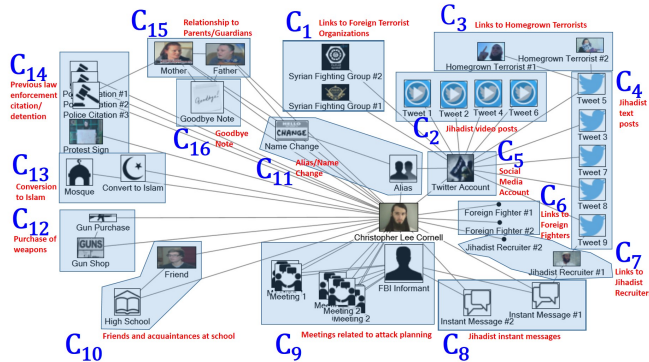 C15
Relationship to
Parents/Guardians
Mother
Father
C1
Links to Foreign Terrorist
Organizations
Syrian Fighting Group #2
Syrian Fighting Group #1
C3
Links to Homegrown Terrorists
Homegrown Terrorist #1
Homegrown Terrorist #2
C14
Previous law
enforcement
citation/
detention
Citation #1
Citation #2
Police Citation #3
Protest Sign
Goodbye!
Goodbye Note
C16
Goodbye
Note
HELLO
CHANGE
Name Change
C11
Alias/Name
Change
Alias
Tweet 1
Tweet 2
Tweet 4
Tweet 6
C2
Jihadist video posts
C4
Jihadist
text
posts
Tweet 5
Tweet 3
Tweet 7
Tweet 8
Tweet 9
C5
Social
Media
Account
Twitter Account
C13
Conversion
to Islam
Mosque
Convert to Islam
C12
Purchase of
weapons
Gun Purchase
GUNS
Gun Shop
Christopher Lee Cornell
C6
Links to
Foreign
Fighters
Foreign Fighter #1
Foreign Fighter #2
Jihadist Recruiter #2
Jihadist Recruiter #1
C7
Links to
Jihadist
Recruiter
Friend
High School
C10
Friends and acquaintances at school
Meeting 1
Meeting 2
Meeting 2
FBI Informant
C9
Meetings related to attack planning
Instant Message #2
Instant Message #1
C8
Jihadist instant messages